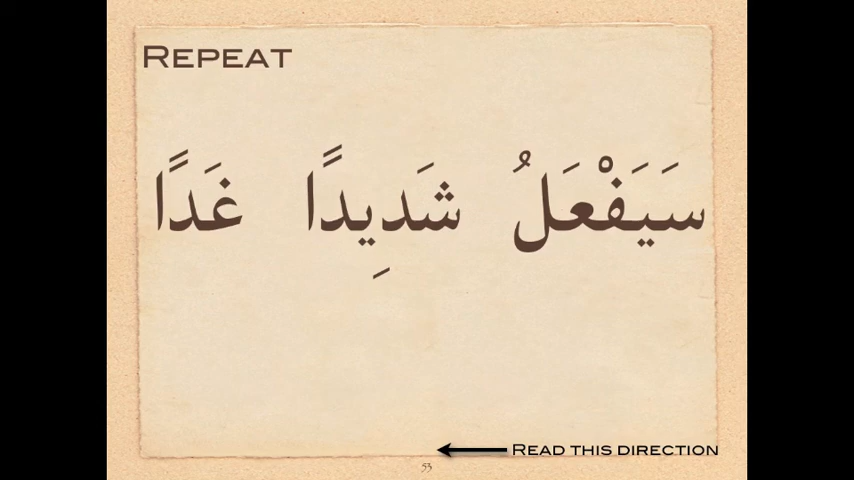 REPEAT
سَيَفْعَلُ شَدِيدًا غَدًا
READ THIS DIRECTION
53